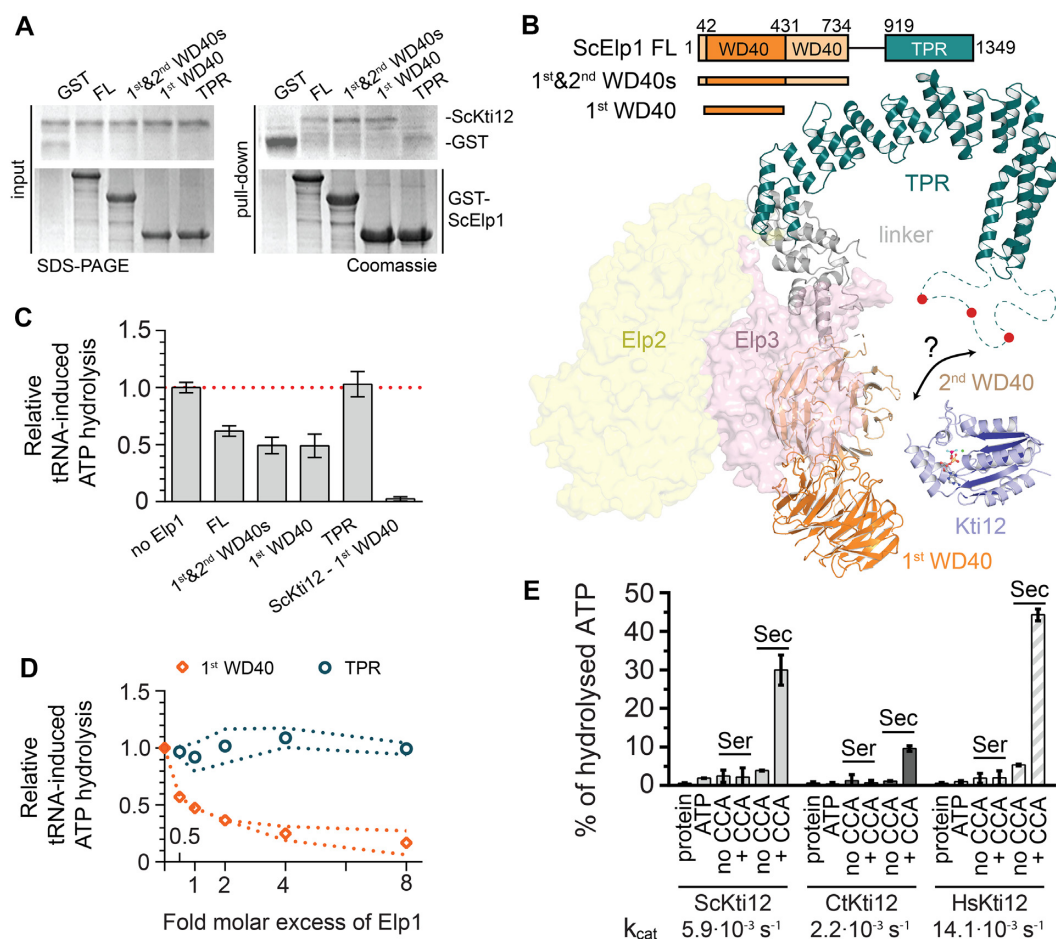 A
GST
FL
1st&2nd WD40s
1st WD40
TPR
GST
FL
1st&2nd WD40s
1st WD40
TPR
input
pull-down
-ScKti12
-GST
GST-
ScElp1
SDS-PAGE
Coomassie
B
42 431 734 919
ScElp1 FL 1 WD40 WD40 TPR 1349
1st&2nd WD40s
1st WD40
TPR
linker
Elp2
Elp3
?
2nd WD40
Kti12
1st WD40
C
Relative
tRNA-induced
ATP hydrolysis
1.5
1.0
0.5
0
no Elp1
FL
1st&2nd WD40s
1st WD40
TPR
ScKti12 - 1st WD40
D
1st WD40 TPR
Relative
tRNA-induced
ATP hydrolysis
1.5
1.0
0.5
0
0.5
1 2 4 8
Fold molar excess of Elp1
E
% of hydrolysed ATP
50
40
30
20
10
0
Ser Sec Ser Sec Ser Sec
protein
ATP
no CCA
+ CCA
no CCA
+ CCA
protein
ATP
no CCA
+ CCA
no CCA
+ CCA
protein
ATP
no CCA
+ CCA
no CCA
+ CCA
ScKti12 CtKti12 HsKti12
kcat 5.9·10⁻³ s⁻¹ 2.2·10⁻³ s⁻¹ 14.1·10⁻³ s⁻¹